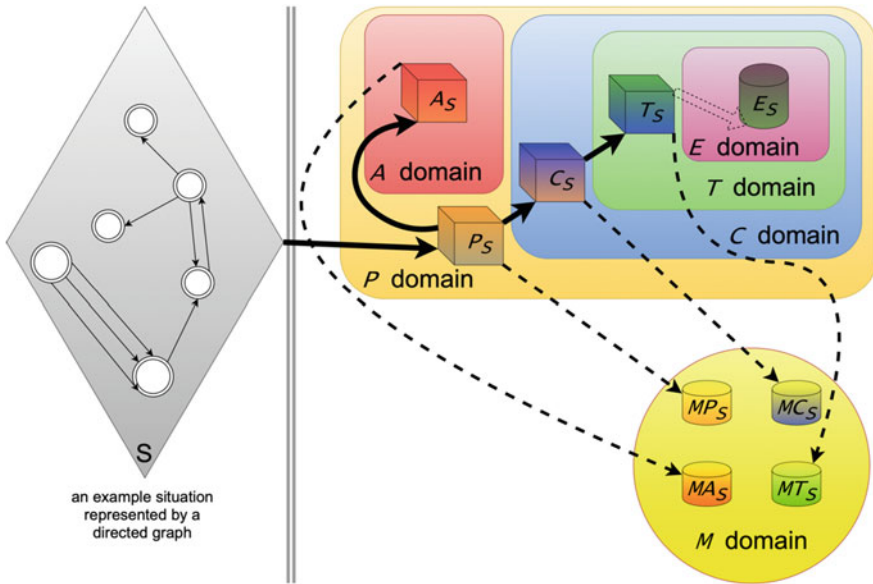 S
an example situation
represented by a
directed graph
A_S
A domain
P_S
P domain
C_S
C domain
T_S
T domain
E_S
E domain
MP_S
MC_S
MA_S
MT_S
M domain